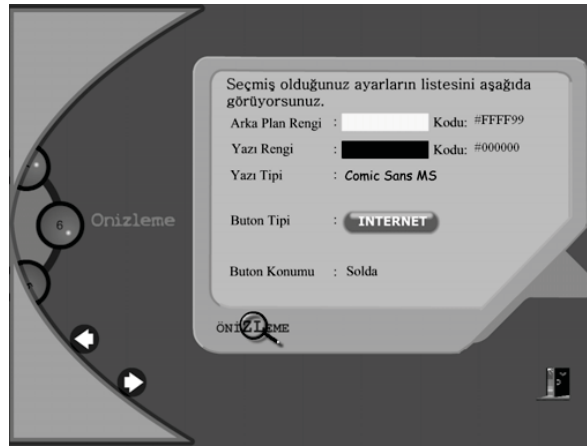 Seçmiş olduğunuz ayarların listesini aşağıda
görüyorsunuz.
Arka Plan Rengi : Kodu: #FFFF99
Yazı Rengi : Kodu: #000000
Yazı Tipi : Comic Sans MS
6 Onizleme
Buton Tipi : INTERNET
Buton Konumu : Solda
ÖNİZLEME